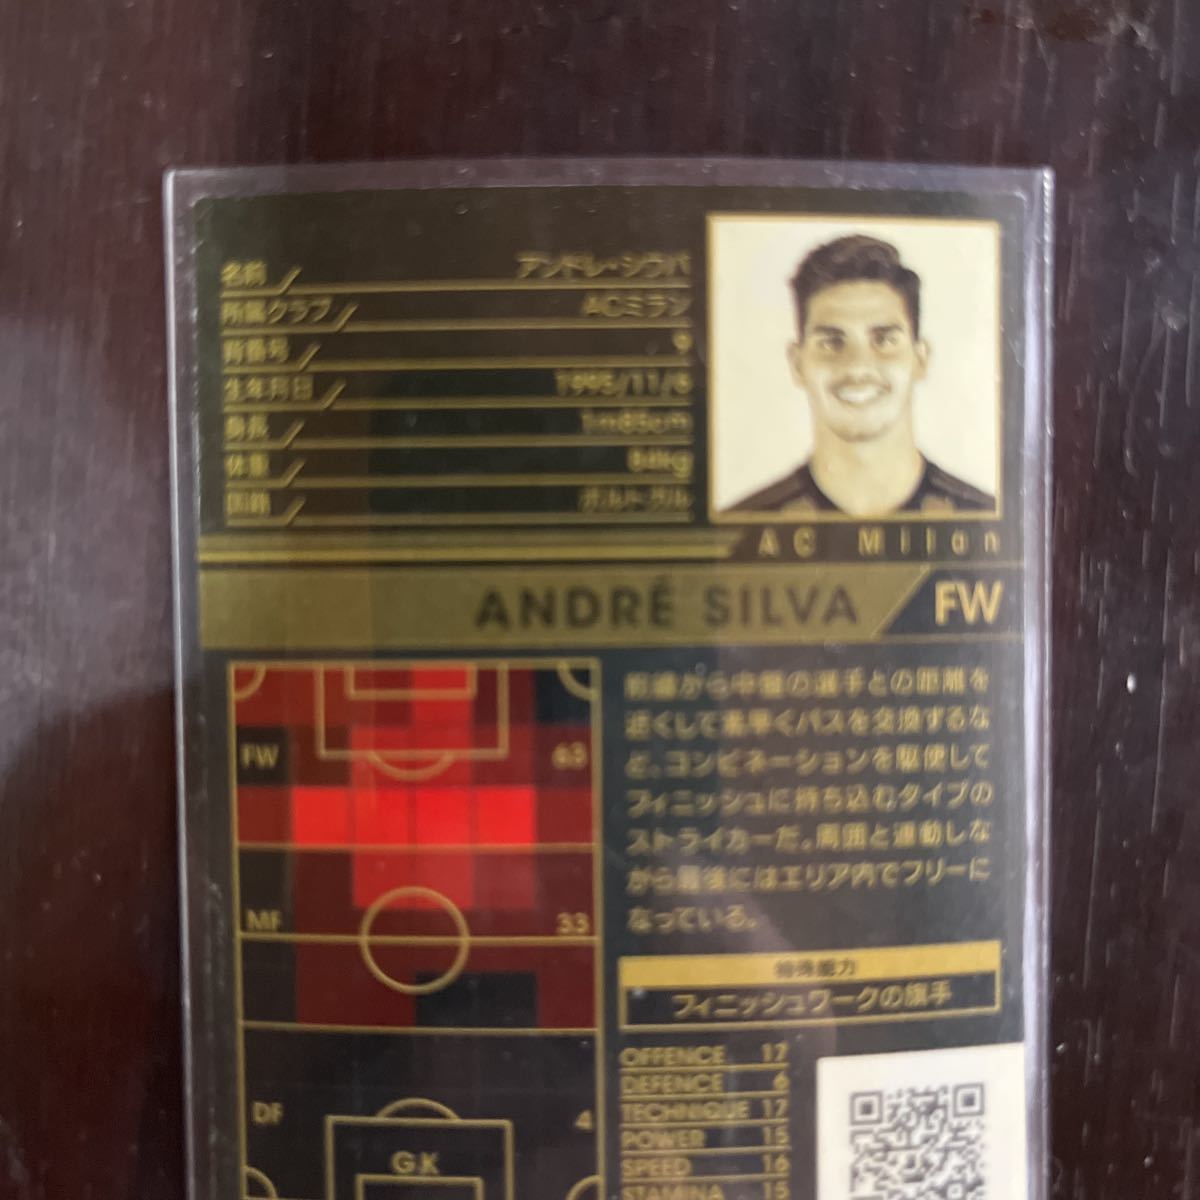 名前 アンドレ・シウバ
所属クラブ ACミラン
背番号 9
生年月日 1995/11/6
身長 1m85cm
体重 84kg
国籍 ポルトガル
AC Milan
ANDRÉ SILVA FW
FW 63
MF 33
DF 4
GK
前線から中盤の選手との距離を
近くして素早くパスを交換するな
ど、コンビネーションを駆使して
フィニッシュに持ち込むタイプの
ストライカーだ。周囲と連動しな
がら最後にはエリア内でフリーに
なっている。
特殊能力
フィニッシュワークの旗手
OFFENCE 17
DEFENCE 6
TECHNIQUE 17
POWER 15
SPEED 16
STAMINA 15